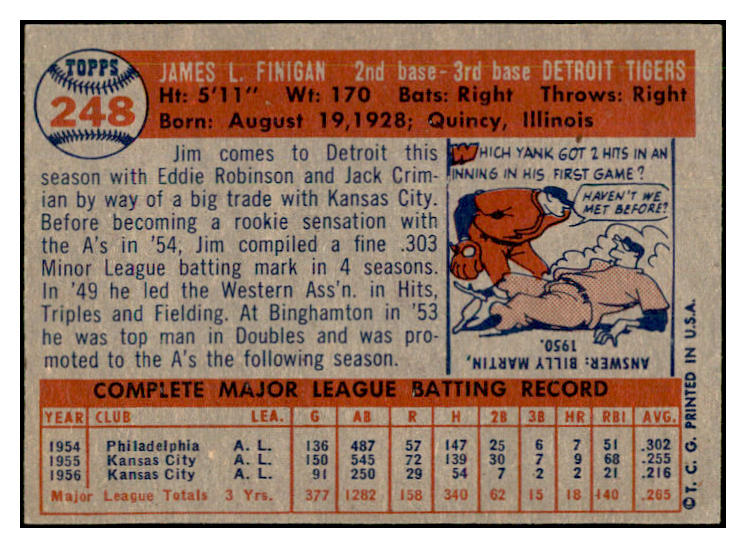 TOPPS
248
JAMES L. FINIGAN 2nd base-3rd base DETROIT TIGERS
Ht: 5'11" Wt: 170 Bats: Right Throws: Right
Born: August 19, 1928; Quincy, Illinois
Jim comes to Detroit this
season with Eddie Robinson and Jack Crim-
ian by way of a big trade with Kansas City.
Before becoming a rookie sensation with
the A's in '54, Jim compiled a fine .303
Minor League batting mark in 4 seasons.
In '49 he led the Western Ass'n. in Hits,
Triples and Fielding. At Binghamton in '53
he was top man in Doubles and was pro-
moted to the A's the following season.
WHICH YANK GOT 2 HITS IN AN
INNING IN HIS FIRST GAME?
HAVEN'T WE
MET BEFORE?
ANSWER: BILLY MARTIN,
1950.
COMPLETE MAJOR LEAGUE BATTING RECORD
YEAR CLUB LEA. G AB R H 2B 3B HR RBI AVG.
1954 Philadelphia A. L. 136 487 57 147 25 6 7 51 .302
1955 Kansas City A. L. 150 545 72 139 30 7 9 68 .255
1956 Kansas City A. L. 91 250 29 54 7 2 2 21 .216
Major League Totals 3 Yrs. 377 1282 158 340 62 15 18 140 .265
©T. C. G. PRINTED IN U.S.A.